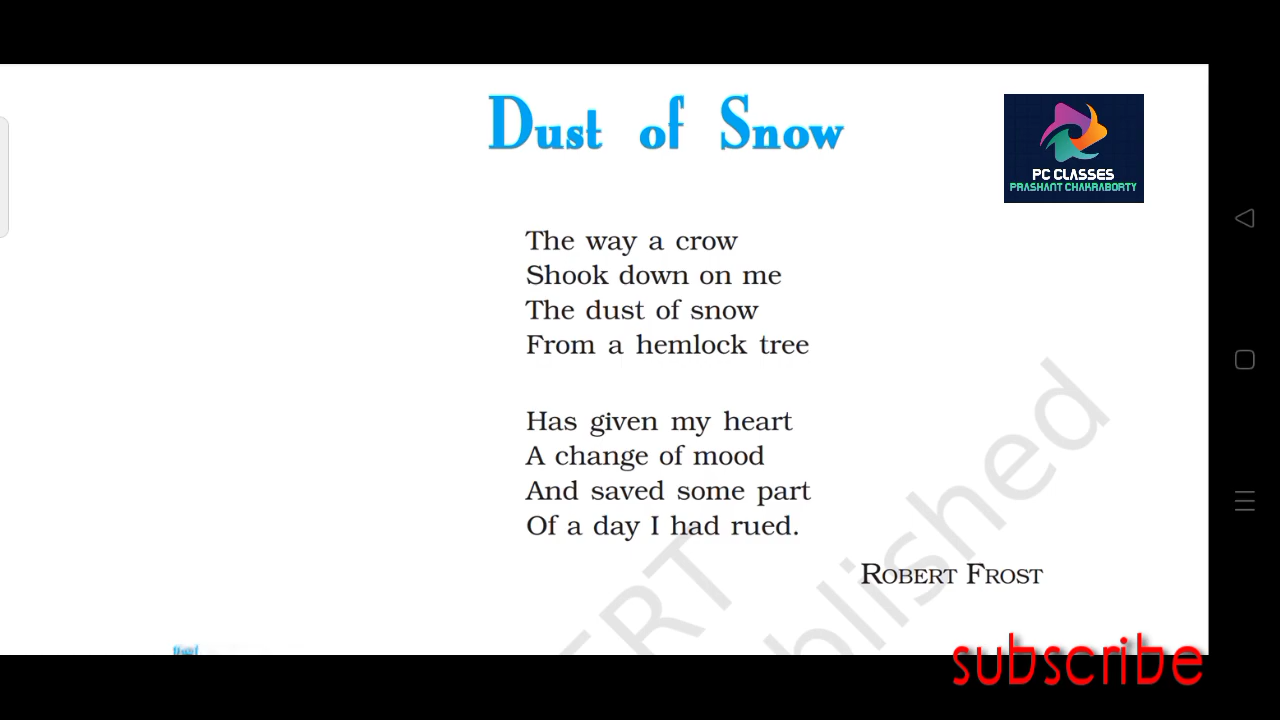 Dust of Snow
PC CLASSES
PRASHANT CHAKRABORTY
The way a crow
Shook down on me
The dust of snow
From a hemlock tree
Has given my heart
A change of mood
And saved some part
Of a day I had rued.
ROBERT FROST
subscribe